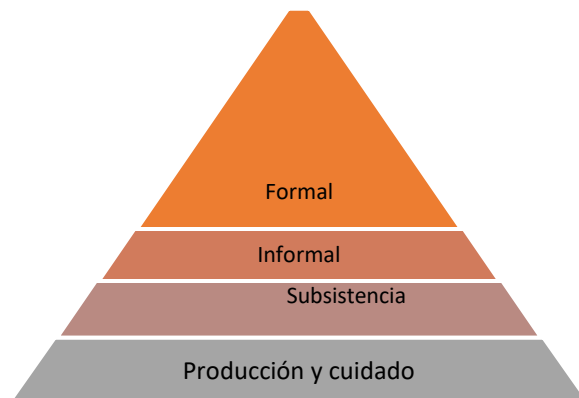 Formal
Informal
Subsistencia
Producción y cuidado